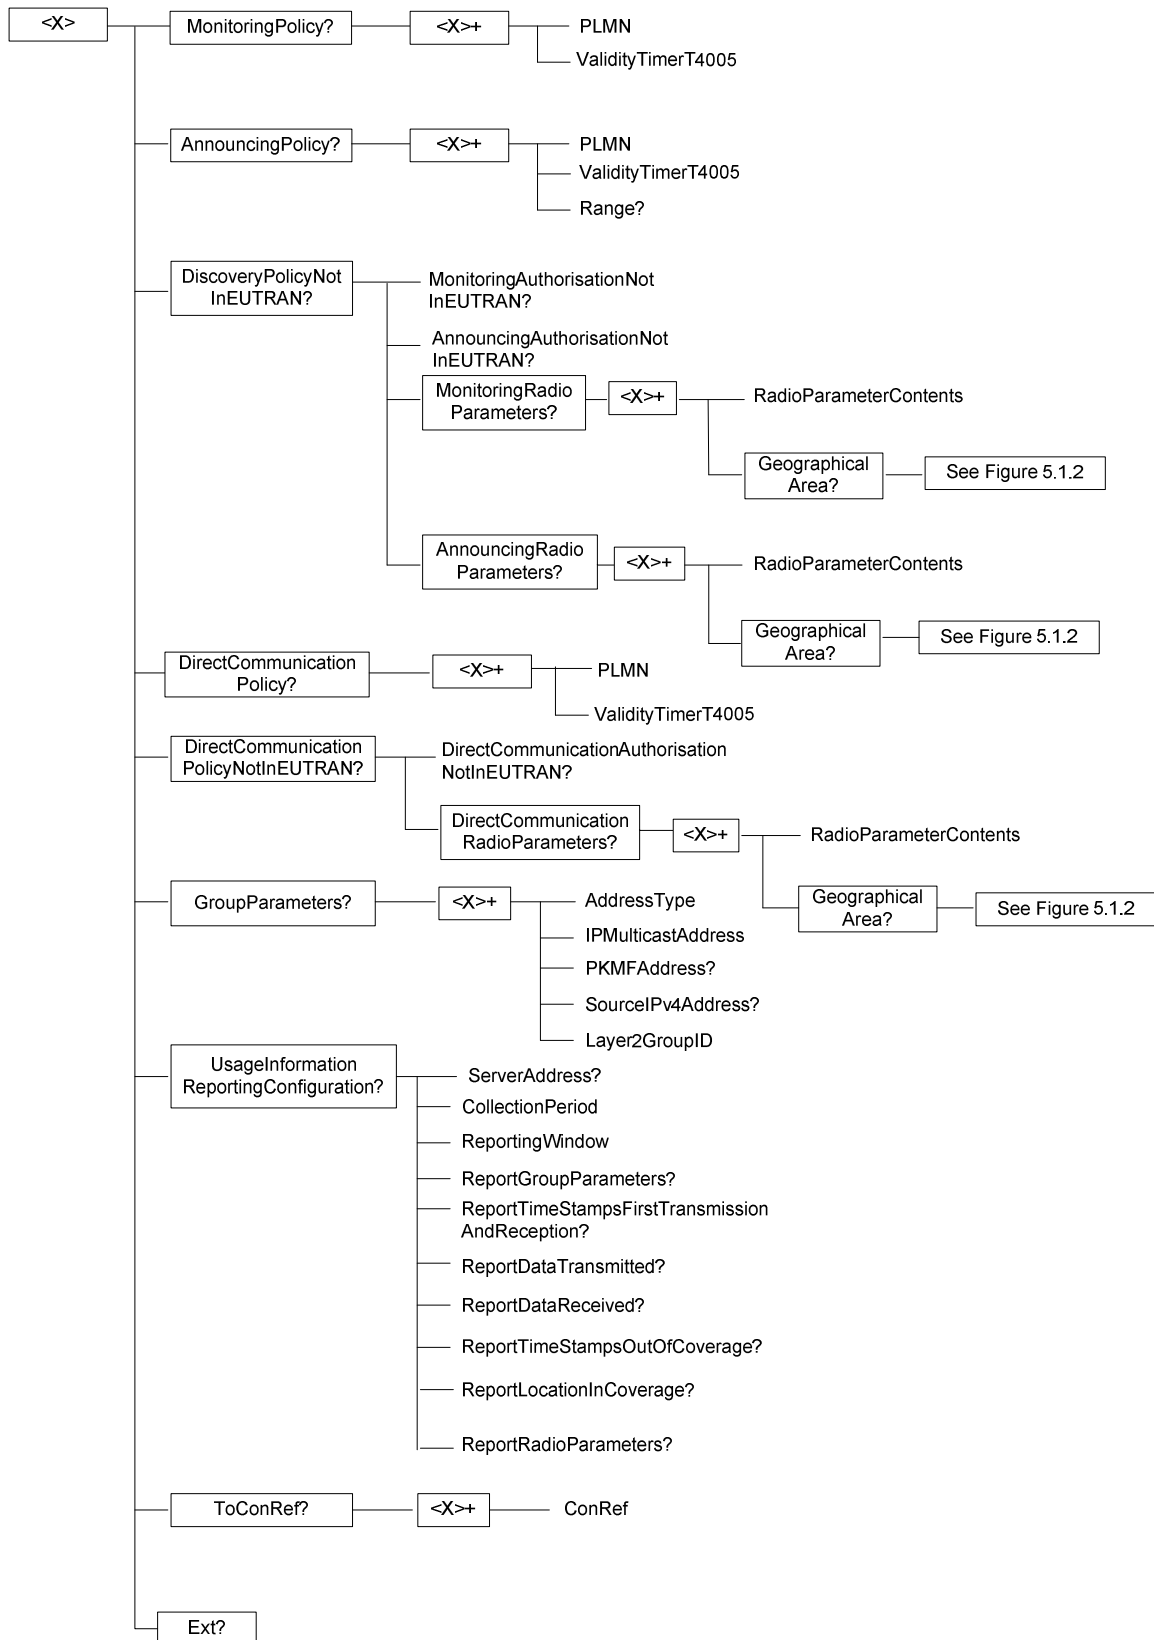 <X>
MonitoringPolicy?
<X>+
PLMN
ValidityTimerT4005
AnnouncingPolicy?
<X>+
PLMN
ValidityTimerT4005
Range?
DiscoveryPolicyNot
InEUTRAN?
MonitoringAuthorisationNot
InEUTRAN?
AnnouncingAuthorisationNot
InEUTRAN?
MonitoringRadio
Parameters?
<X>+
RadioParameterContents
Geographical
Area?
See Figure 5.1.2
AnnouncingRadio
Parameters?
<X>+
RadioParameterContents
Geographical
Area?
See Figure 5.1.2
DirectCommunication
Policy?
<X>+
PLMN
ValidityTimerT4005
DirectCommunication
PolicyNotInEUTRAN?
DirectCommunicationAuthorisation
NotInEUTRAN?
DirectCommunication
RadioParameters?
<X>+
RadioParameterContents
Geographical
Area?
See Figure 5.1.2
GroupParameters?
<X>+
AddressType
IPMulticastAddress
PKMFAddress?
SourceIPv4Address?
Layer2GroupID
UsageInformation
ReportingConfiguration?
ServerAddress?
CollectionPeriod
ReportingWindow
ReportGroupParameters?
ReportTimeStampsFirstTransmission
AndReception?
ReportDataTransmitted?
ReportDataReceived?
ReportTimeStampsOutOfCoverage?
ReportLocationInCoverage?
ReportRadioParameters?
ToConRef?
<X>+
ConRef
Ext?